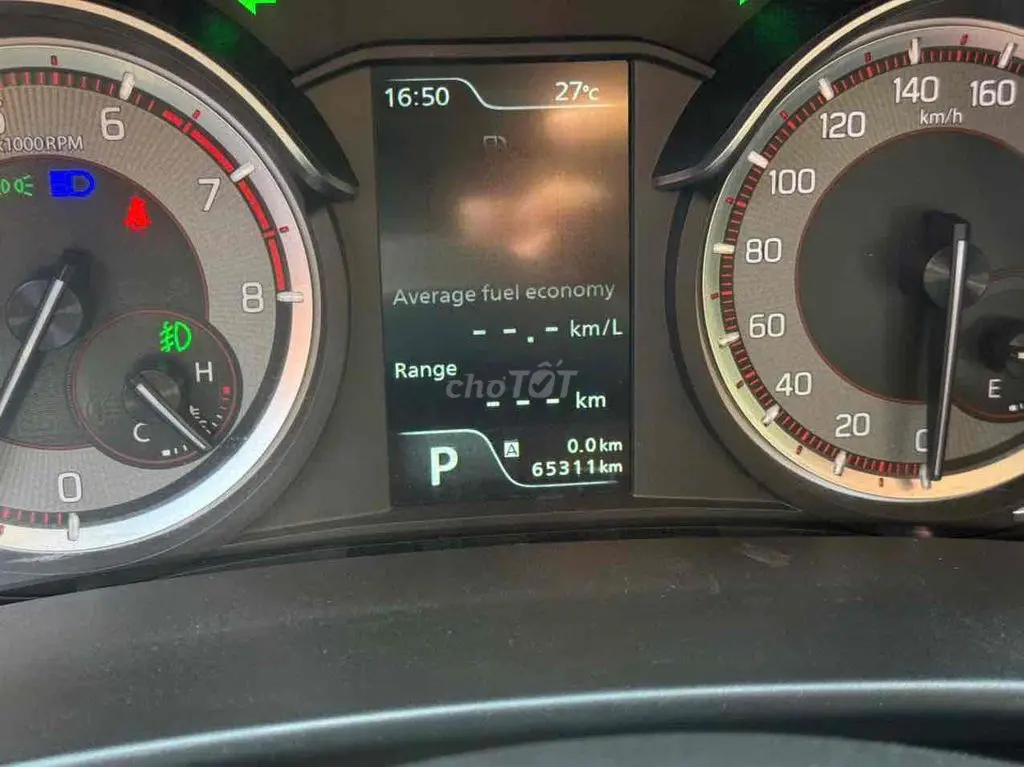 16:50 27°C
Average fuel economy
--.- km/L
Range
--- km
P
A 0.0 km
65311 km
x1000RPM
6
7
8
0
H
C
km/h
0
20
40
60
80
100
120
140
160
E
choTỐT